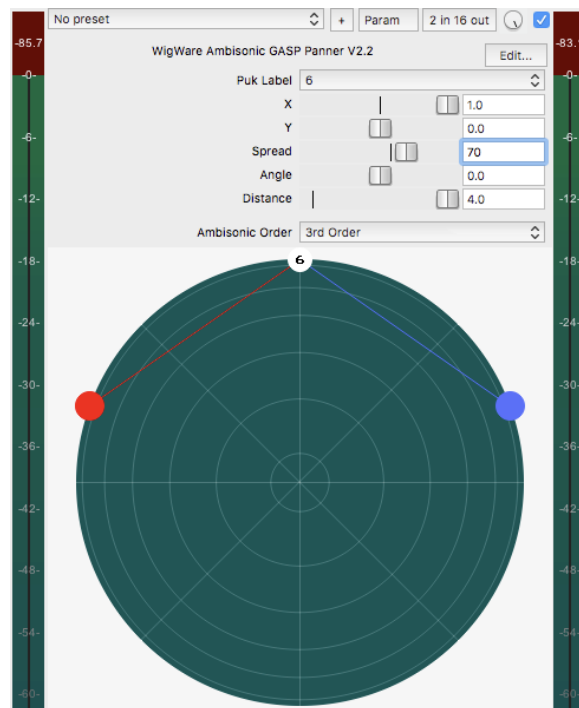 No preset + Param 2 in 16 out
-85.7 WigWare Ambisonic GASP Panner V2.2 -83.
Edit...
-0- Puk Label 6 -0-
X 1.0
Y 0.0
-6- Spread 70 -6-
Angle 0.0
-12- Distance 4.0 -12-
Ambisonic Order 3rd Order
-18- 6 -18-
-24- -24-
-30- -30-
-36- -36-
-42- -42-
-48- -48-
-54- -54-
-60- -60-